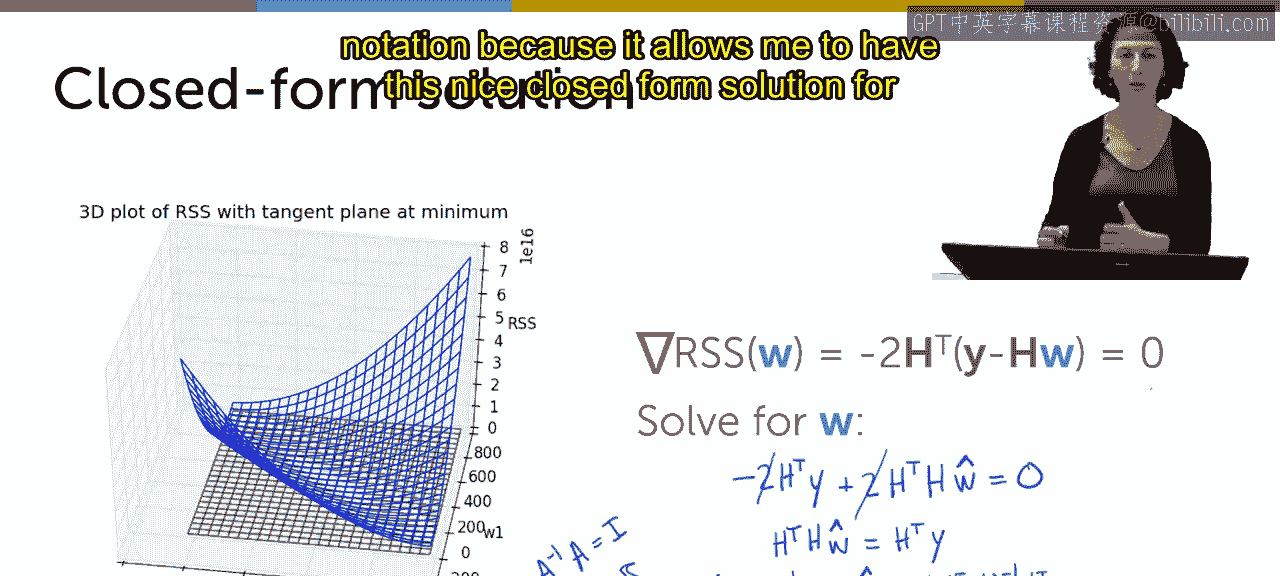 GPT中英字幕课程资源@bilibili.com
notation because it allows me to have
this nice closed form solution for
Closed-form solution
3D plot of RSS with tangent plane at minimum
1e16
8
7
6
5
4
3
2
1
0
RSS
800
600
400
200
0
w1
∇RSS(w) = -2Hᵀ(y-Hw) = 0
Solve for w:
-2Hᵀy + 2HᵀHŵ = 0
HᵀHŵ = Hᵀy
A⁻¹A = I